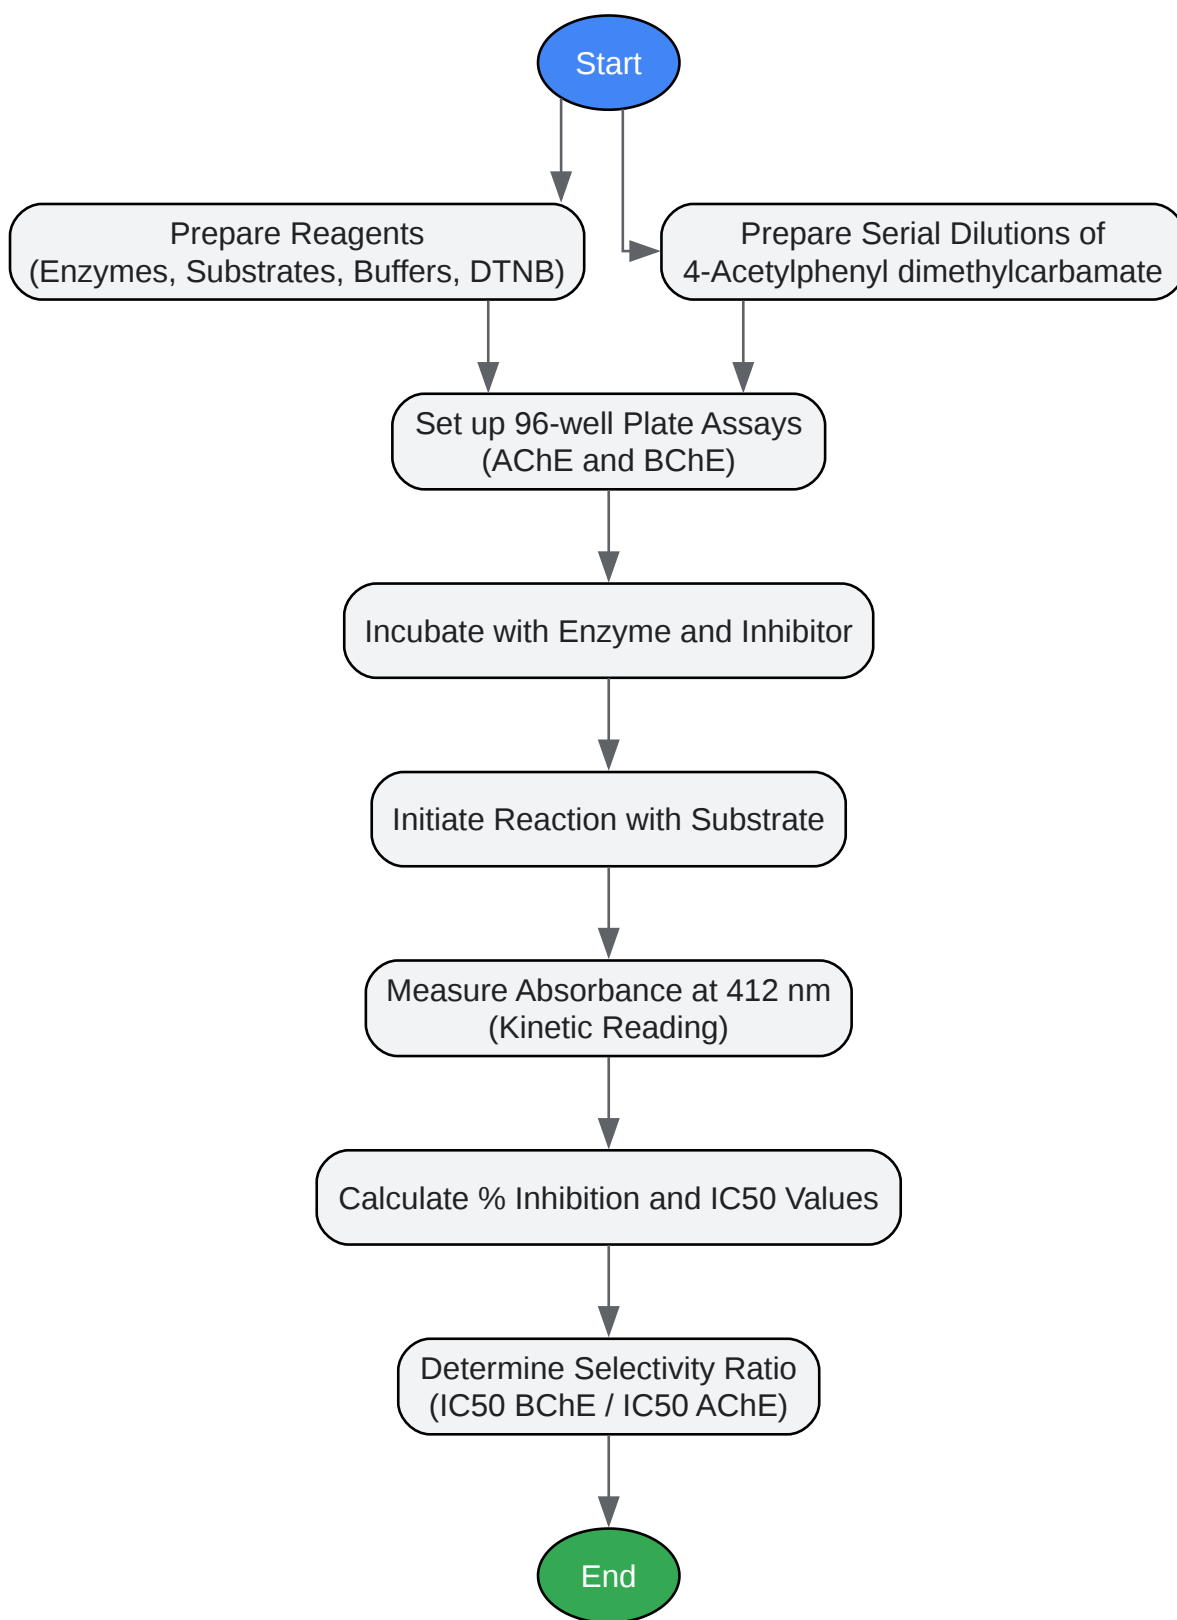 Start
Prepare Reagents
(Enzymes, Substrates, Buffers, DTNB)
Prepare Serial Dilutions of
4-Acetylphenyl dimethylcarbamate
Set up 96-well Plate Assays
(AChE and BChE)
Incubate with Enzyme and Inhibitor
Initiate Reaction with Substrate
Measure Absorbance at 412 nm
(Kinetic Reading)
Calculate % Inhibition and IC50 Values
Determine Selectivity Ratio
(IC50 BChE / IC50 AChE)
End